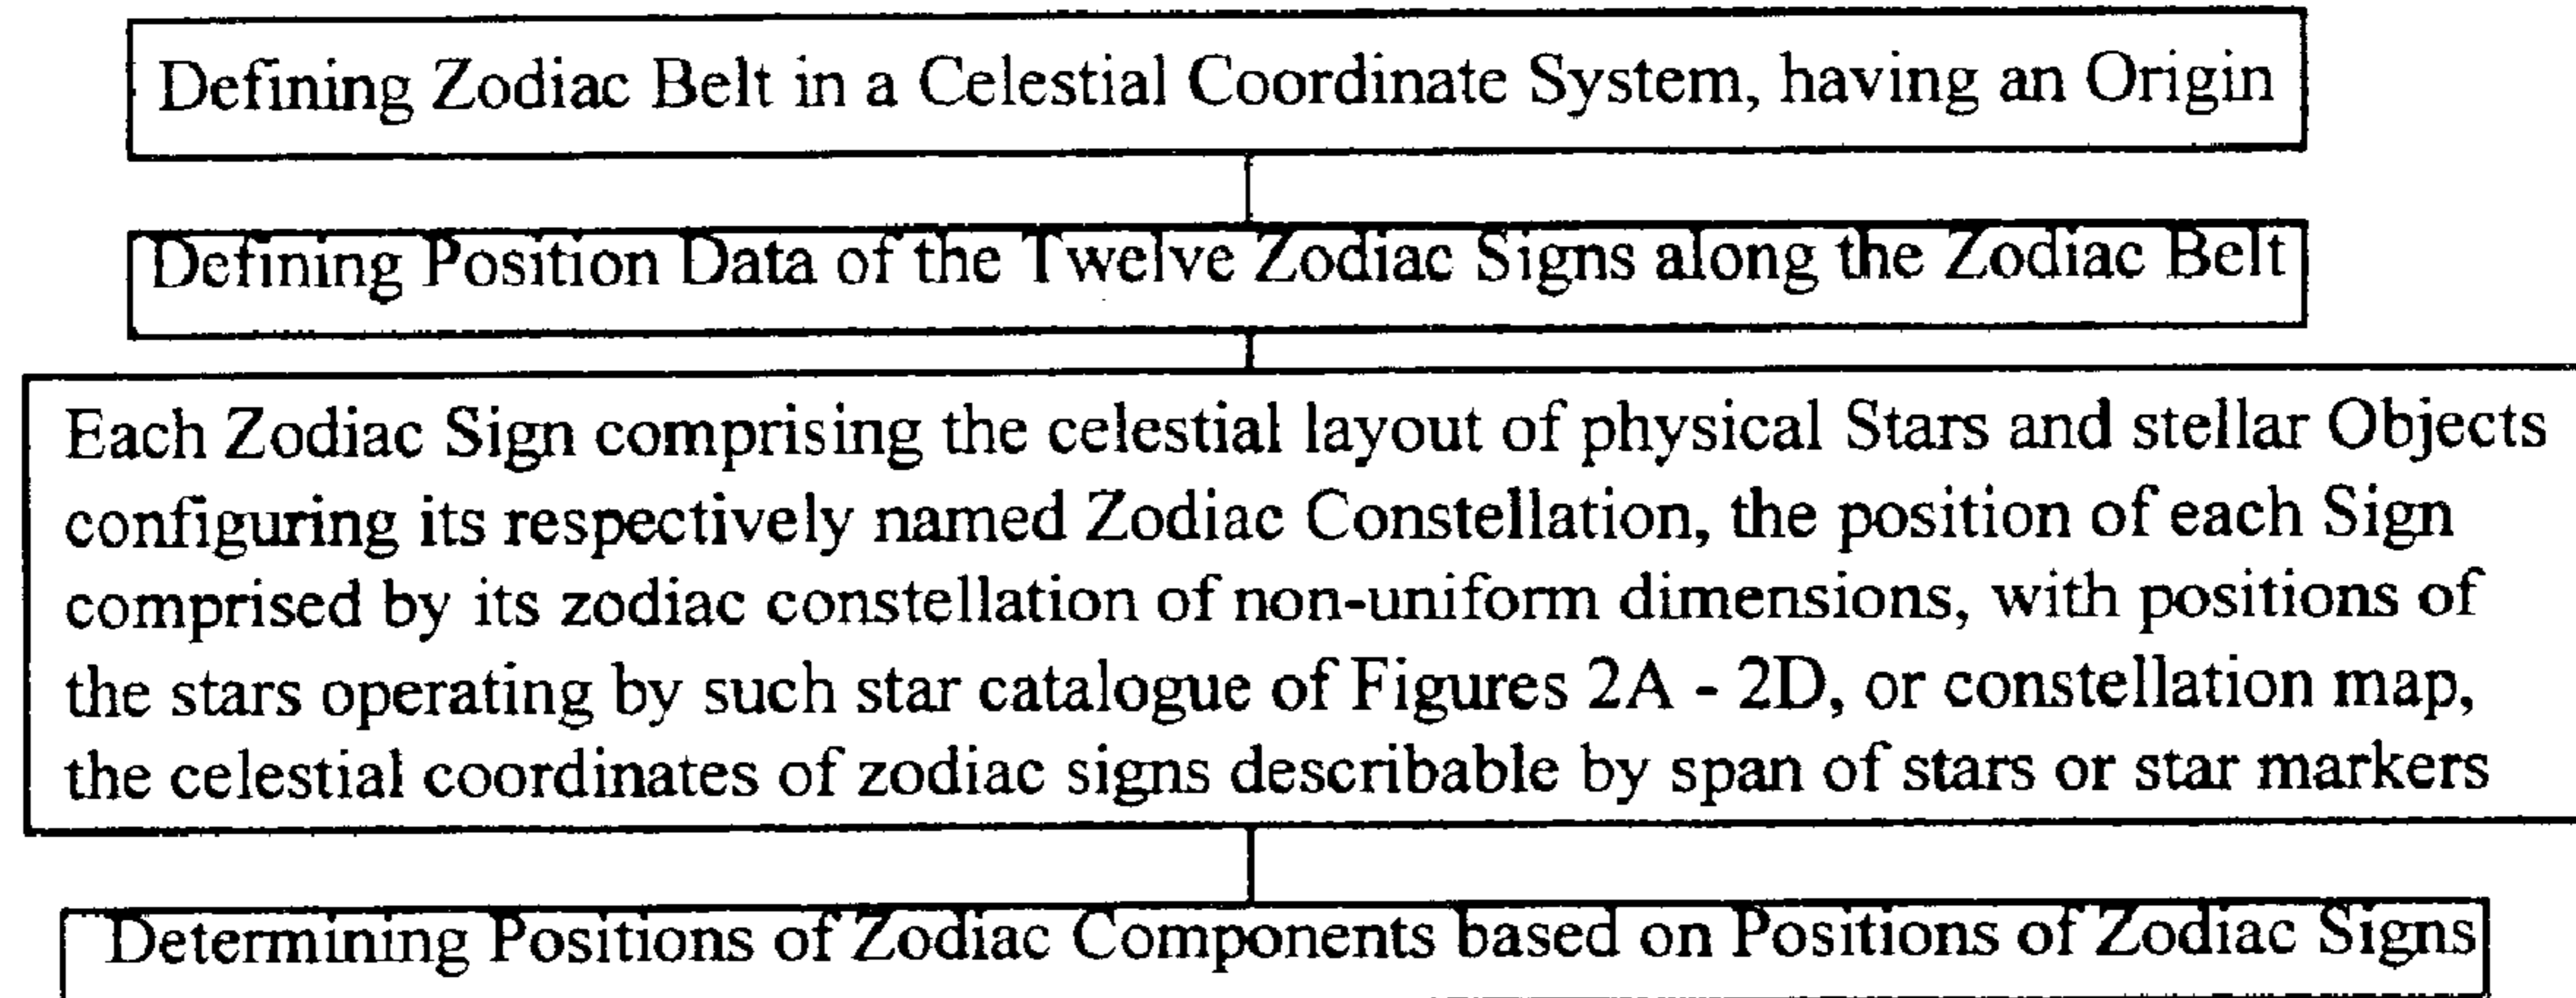 Defining Zodiac Belt in a Celestial Coordinate System, having an Origin
Defining Position Data of the Twelve Zodiac Signs along the Zodiac Belt
Each Zodiac Sign comprising the celestial layout of physical Stars and stellar Objects
configuring its respectively named Zodiac Constellation, the position of each Sign
comprised by its zodiac constellation of non-uniform dimensions, with positions of
the stars operating by such star catalogue of Figures 2A - 2D, or constellation map,
the celestial coordinates of zodiac signs describable by span of stars or star markers
Determining Positions of Zodiac Components based on Positions of Zodiac Signs